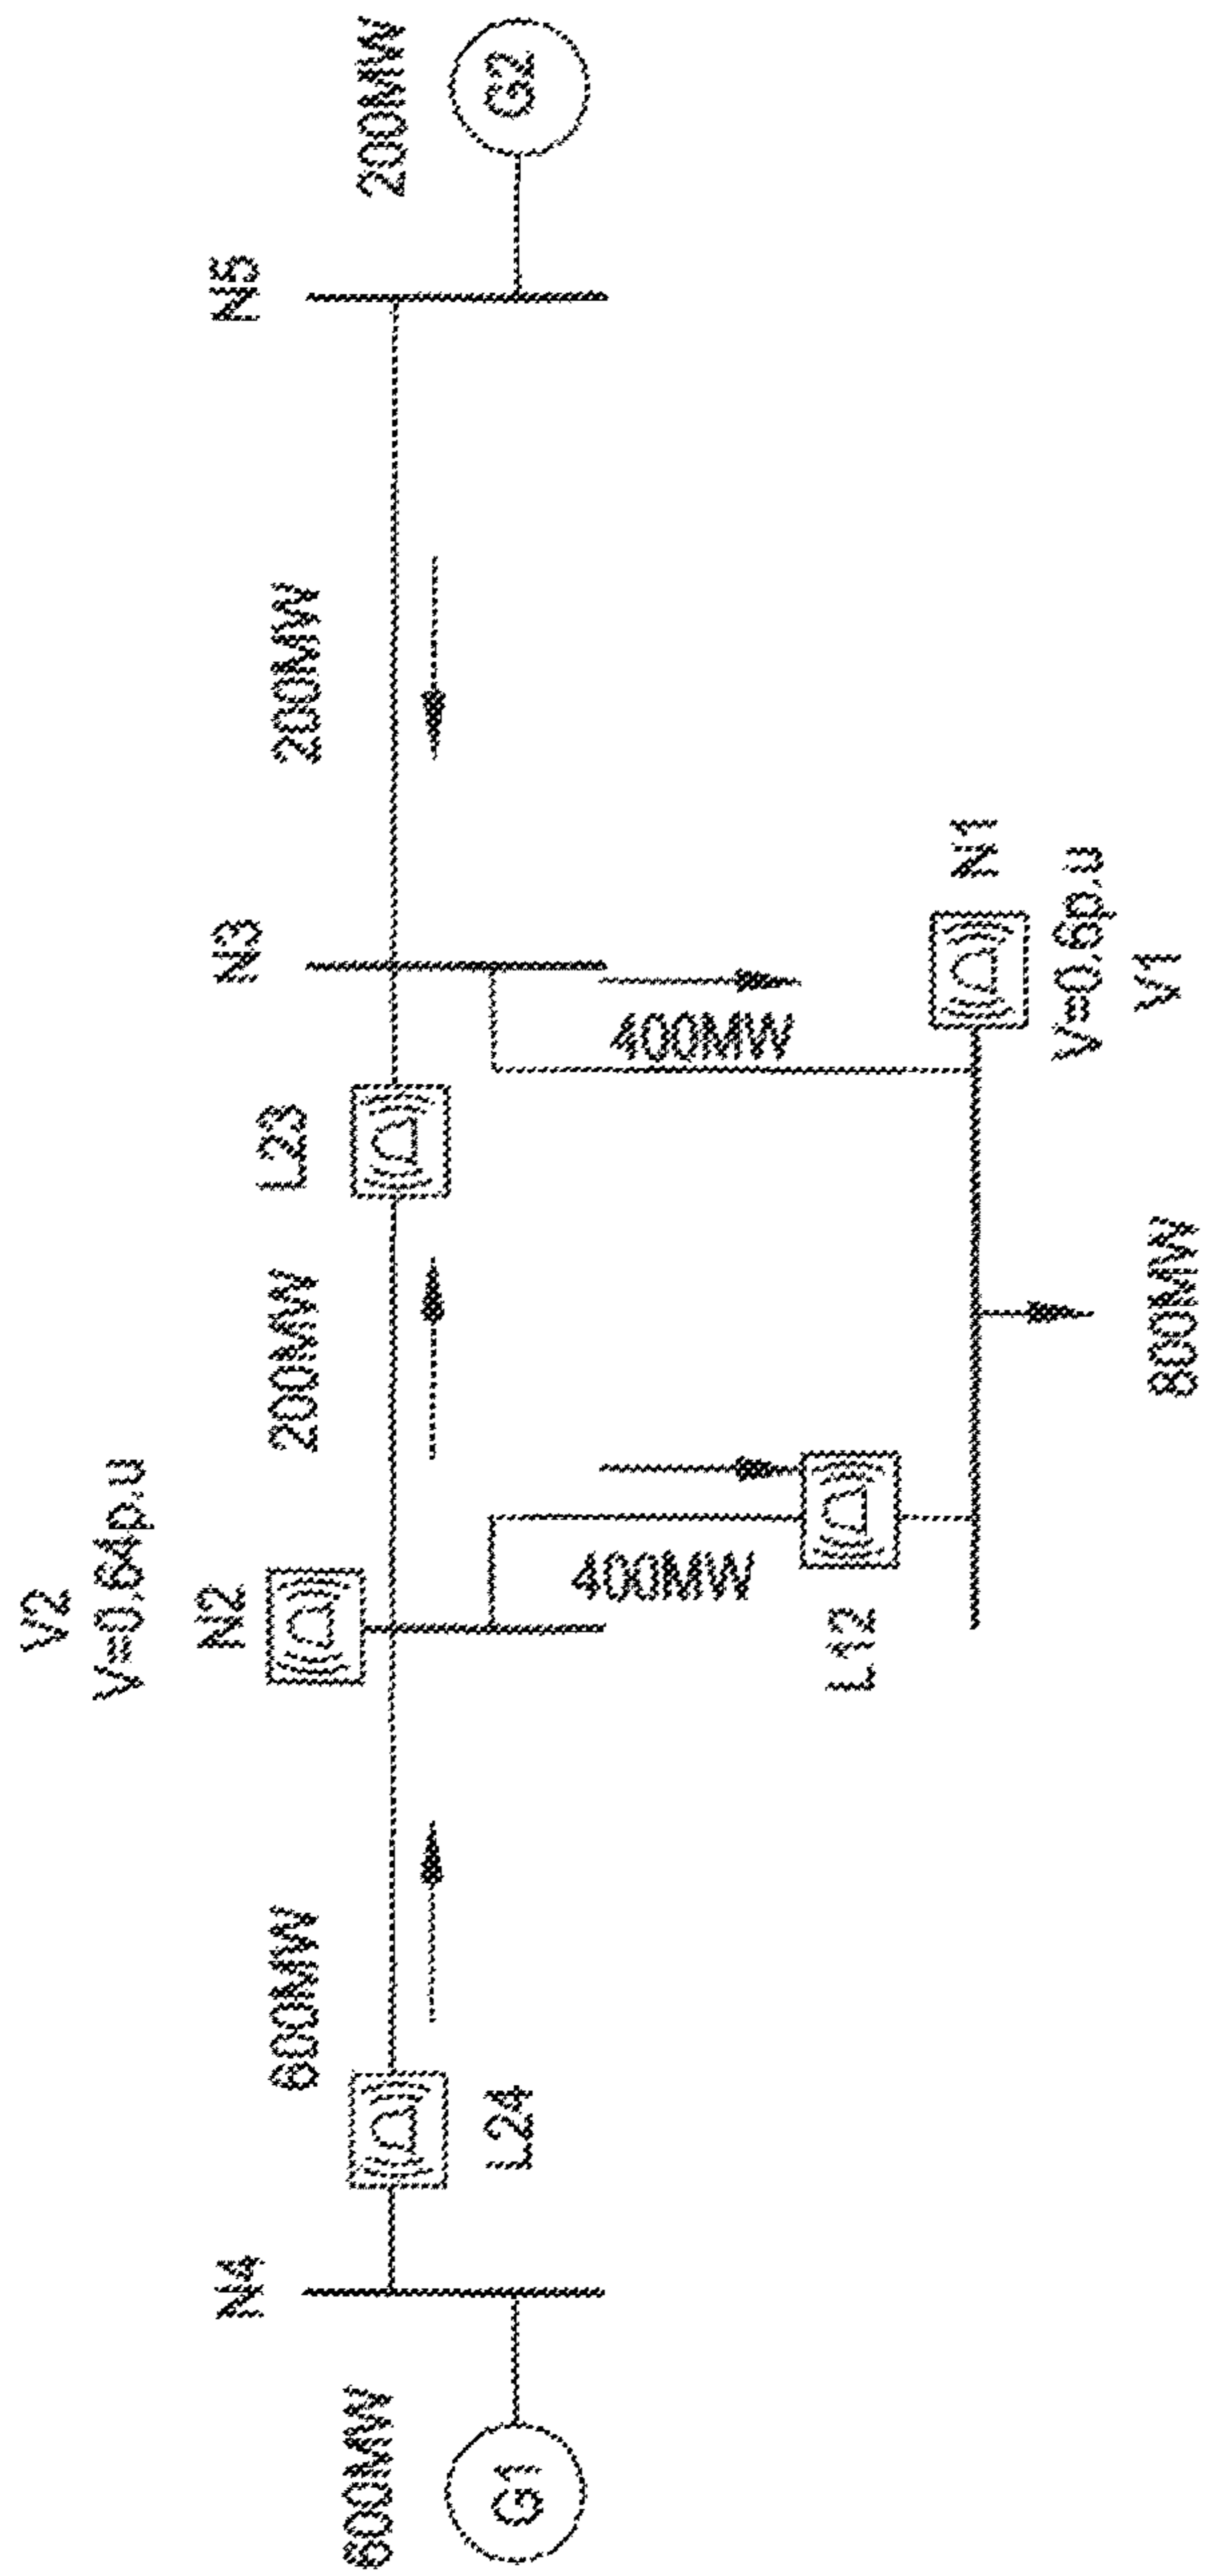 V2
V=0,64p.u
N4
N2
N3
N5
600MW
200MW
L23
200MW
600MW
200MW
G1
L24
G2
400MW
400MW
L12
N1
V=0,6p.u
V1
800MW